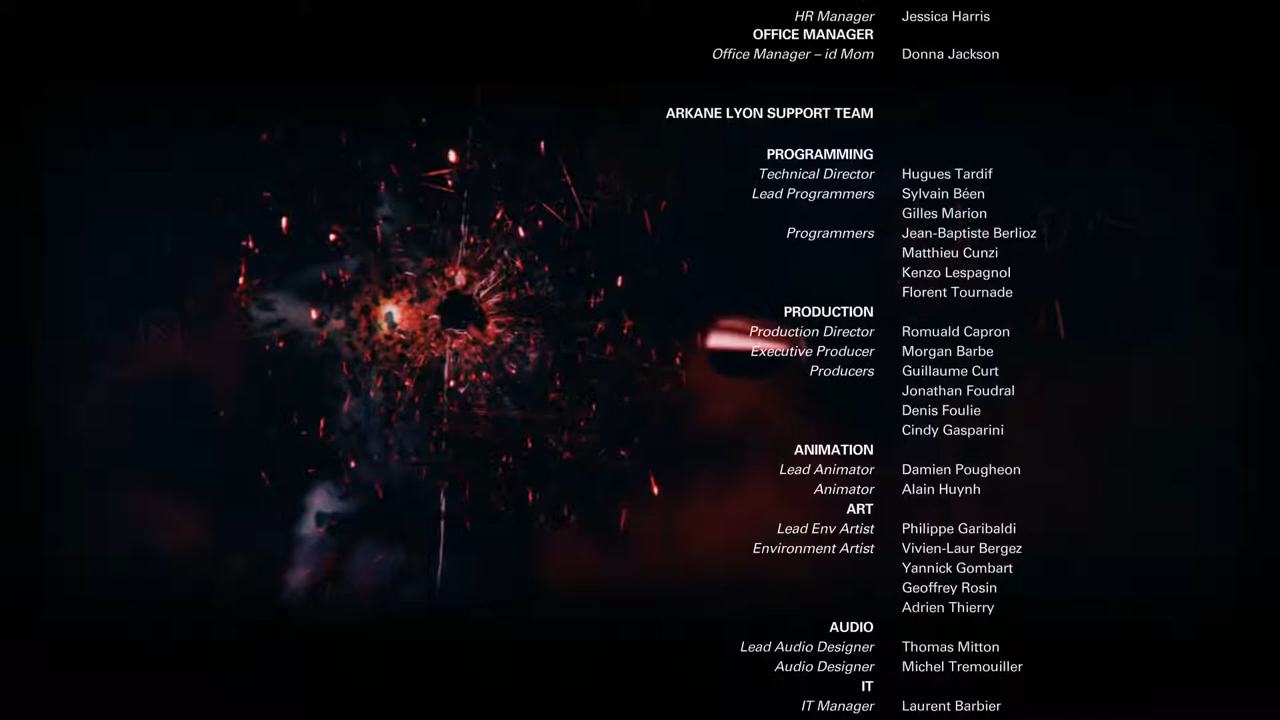 HR Manager Jessica Harris
OFFICE MANAGER
Office Manager – id Mom Donna Jackson
ARKANE LYON SUPPORT TEAM
PROGRAMMING
Technical Director Hugues Tardif
Lead Programmers Sylvain Béen
Gilles Marion
Programmers Jean-Baptiste Berlioz
Matthieu Cunzi
Kenzo Lespagnol
Florent Tournade
PRODUCTION
Production Director Romuald Capron
Executive Producer Morgan Barbe
Producers Guillaume Curt
Jonathan Foudral
Denis Foulie
Cindy Gasparini
ANIMATION
Lead Animator Damien Pougheon
Animator Alain Huynh
ART
Lead Env Artist Philippe Garibaldi
Environment Artist Vivien-Laur Bergez
Yannick Gombart
Geoffrey Rosin
Adrien Thierry
AUDIO
Lead Audio Designer Thomas Mitton
Audio Designer Michel Tremouiller
IT
IT Manager Laurent Barbier